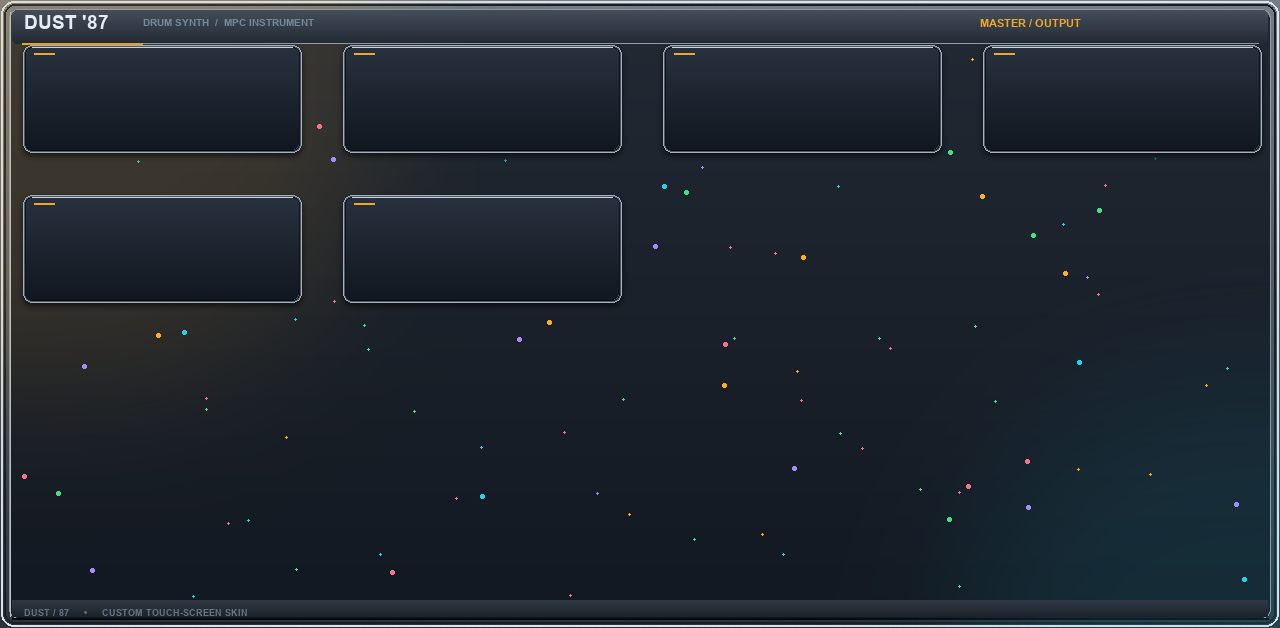 DUST '87
DRUM SYNTH / MPC INSTRUMENT
MASTER / OUTPUT
DUST / 87 • CUSTOM TOUCH-SCREEN SKIN